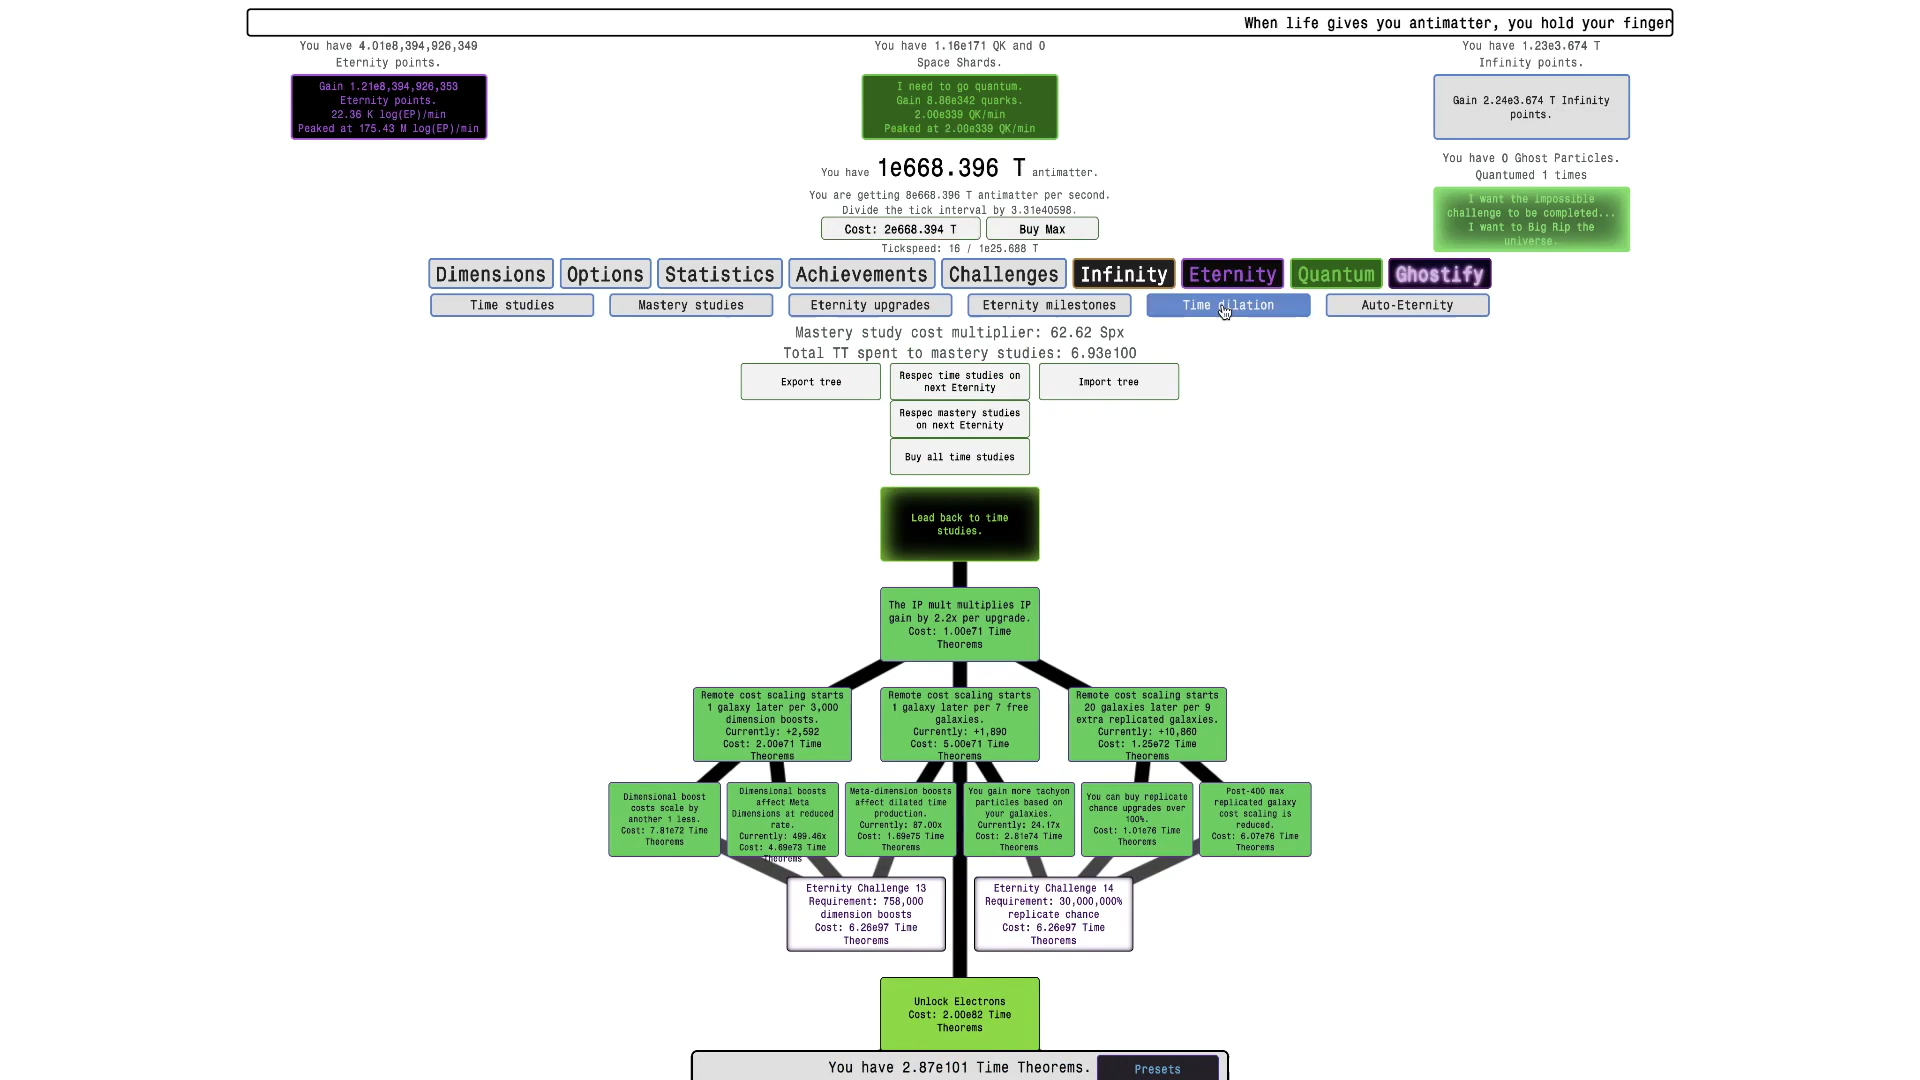 When life gives you antimatter, you hold your finger
You have 4.01e8,394,926,349
Eternity points.
Gain 1.21e8,394,926,353
Eternity points.
22.36 K log(EP)/min
Peaked at 175.43 M log(EP)/min
You have 1.16e171 QK and 0
Space Shards.
I need to go quantum.
Gain 8.86e342 quarks.
2.00e339 QK/min
Peaked at 2.00e339 QK/min
You have 1.23e3.674 T
Infinity points.
Gain 2.24e3.674 T Infinity
points.
You have 0 Ghost Particles.
Quantumed 1 times
I want the impossible
challenge to be completed...
I want to Big Rip the
universe.
You have 1e668.396 T antimatter.
You are getting 8e668.396 T antimatter per second.
Divide the tick interval by 3.31e40598.
Cost: 2e668.394 T
Buy Max
Tickspeed: 16 / 1e25.688 T
Dimensions
Options
Statistics
Achievements
Challenges
Infinity
Eternity
Quantum
Ghostify
Time studies
Mastery studies
Eternity upgrades
Eternity milestones
Time dilation
Auto-Eternity
Mastery study cost multiplier: 62.62 Spx
Total TT spent to mastery studies: 6.93e100
Export tree
Respec time studies on
next Eternity
Import tree
Respec mastery studies
on next Eternity
Buy all time studies
Lead back to time
studies.
The IP mult multiplies IP
gain by 2.2x per upgrade.
Cost: 1.00e71 Time
Theorems
Remote cost scaling starts
1 galaxy later per 3,000
dimension boosts.
Currently: +2,592
Cost: 2.00e71 Time
Theorems
Remote cost scaling starts
1 galaxy later per 7 free
galaxies.
Currently: +1,890
Cost: 5.00e71 Time
Theorems
Remote cost scaling starts
20 galaxies later per 9
extra replicated galaxies.
Currently: +10,860
Cost: 1.25e72 Time
Theorems
Dimensional boost
costs scale by
another 1 less.
Cost: 7.81e72 Time
Theorems
Dimensional boosts
affect Meta
Dimensions at reduced
rate.
Currently: 499.46x
Cost: 4.69e73 Time
Theorems
Meta-dimension boosts
affect dilated time
production.
Currently: 87.00x
Cost: 1.69e75 Time
Theorems
You gain more tachyon
particles based on
your galaxies.
Currently: 24.17x
Cost: 2.81e74 Time
Theorems
You can buy replicate
chance upgrades over
100%.
Cost: 1.01e76 Time
Theorems
Post-400 max
replicated galaxy
cost scaling is
reduced.
Cost: 6.07e76 Time
Theorems
Eternity Challenge 13
Requirement: 758,000
dimension boosts
Cost: 6.26e97 Time
Theorems
Eternity Challenge 14
Requirement: 30,000,000%
replicate chance
Cost: 6.26e97 Time
Theorems
Unlock Electrons
Cost: 2.00e82 Time
Theorems
You have 2.87e101 Time Theorems.
Presets